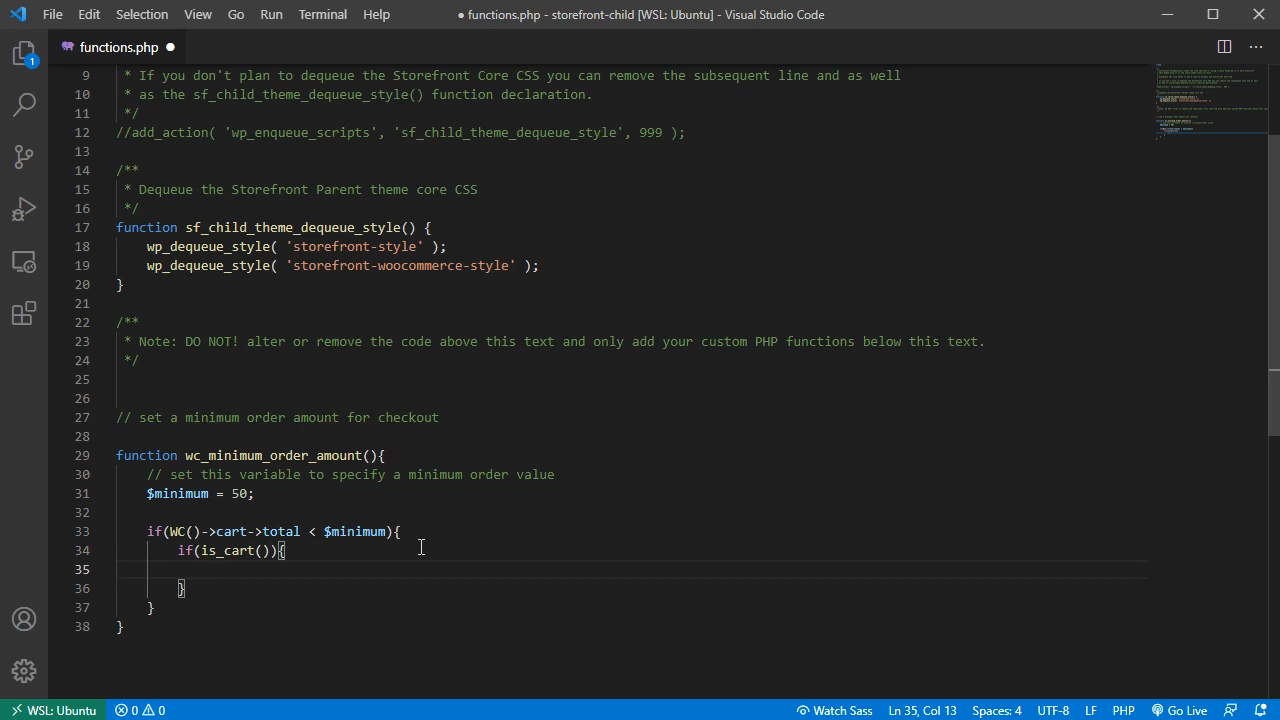 File Edit Selection View Go Run Terminal Help
● functions.php - storefront-child [WSL: Ubuntu] - Visual Studio Code
1
functions.php ●
9 * If you don't plan to dequeue the Storefront Core CSS you can remove the subsequent line and as well
10 * as the sf_child_theme_dequeue_style() function declaration.
11 */
12 //add_action( 'wp_enqueue_scripts', 'sf_child_theme_dequeue_style', 999 );
13
14 /**
15 * Dequeue the Storefront Parent theme core CSS
16 */
17 function sf_child_theme_dequeue_style() {
18 wp_dequeue_style( 'storefront-style' );
19 wp_dequeue_style( 'storefront-woocommerce-style' );
20 }
21
22 /**
23 * Note: DO NOT! alter or remove the code above this text and only add your custom PHP functions below this text.
24 */
25
26
27 // set a minimum order amount for checkout
28
29 function wc_minimum_order_amount(){
30 // set this variable to specify a minimum order value
31 $minimum = 50;
32
33 if(WC()->cart->total < $minimum){
34 if(is_cart()){
35
36 }
37 }
38 }
WSL: Ubuntu 0 0 Watch Sass Ln 35, Col 13 Spaces: 4 UTF-8 LF PHP Go Live